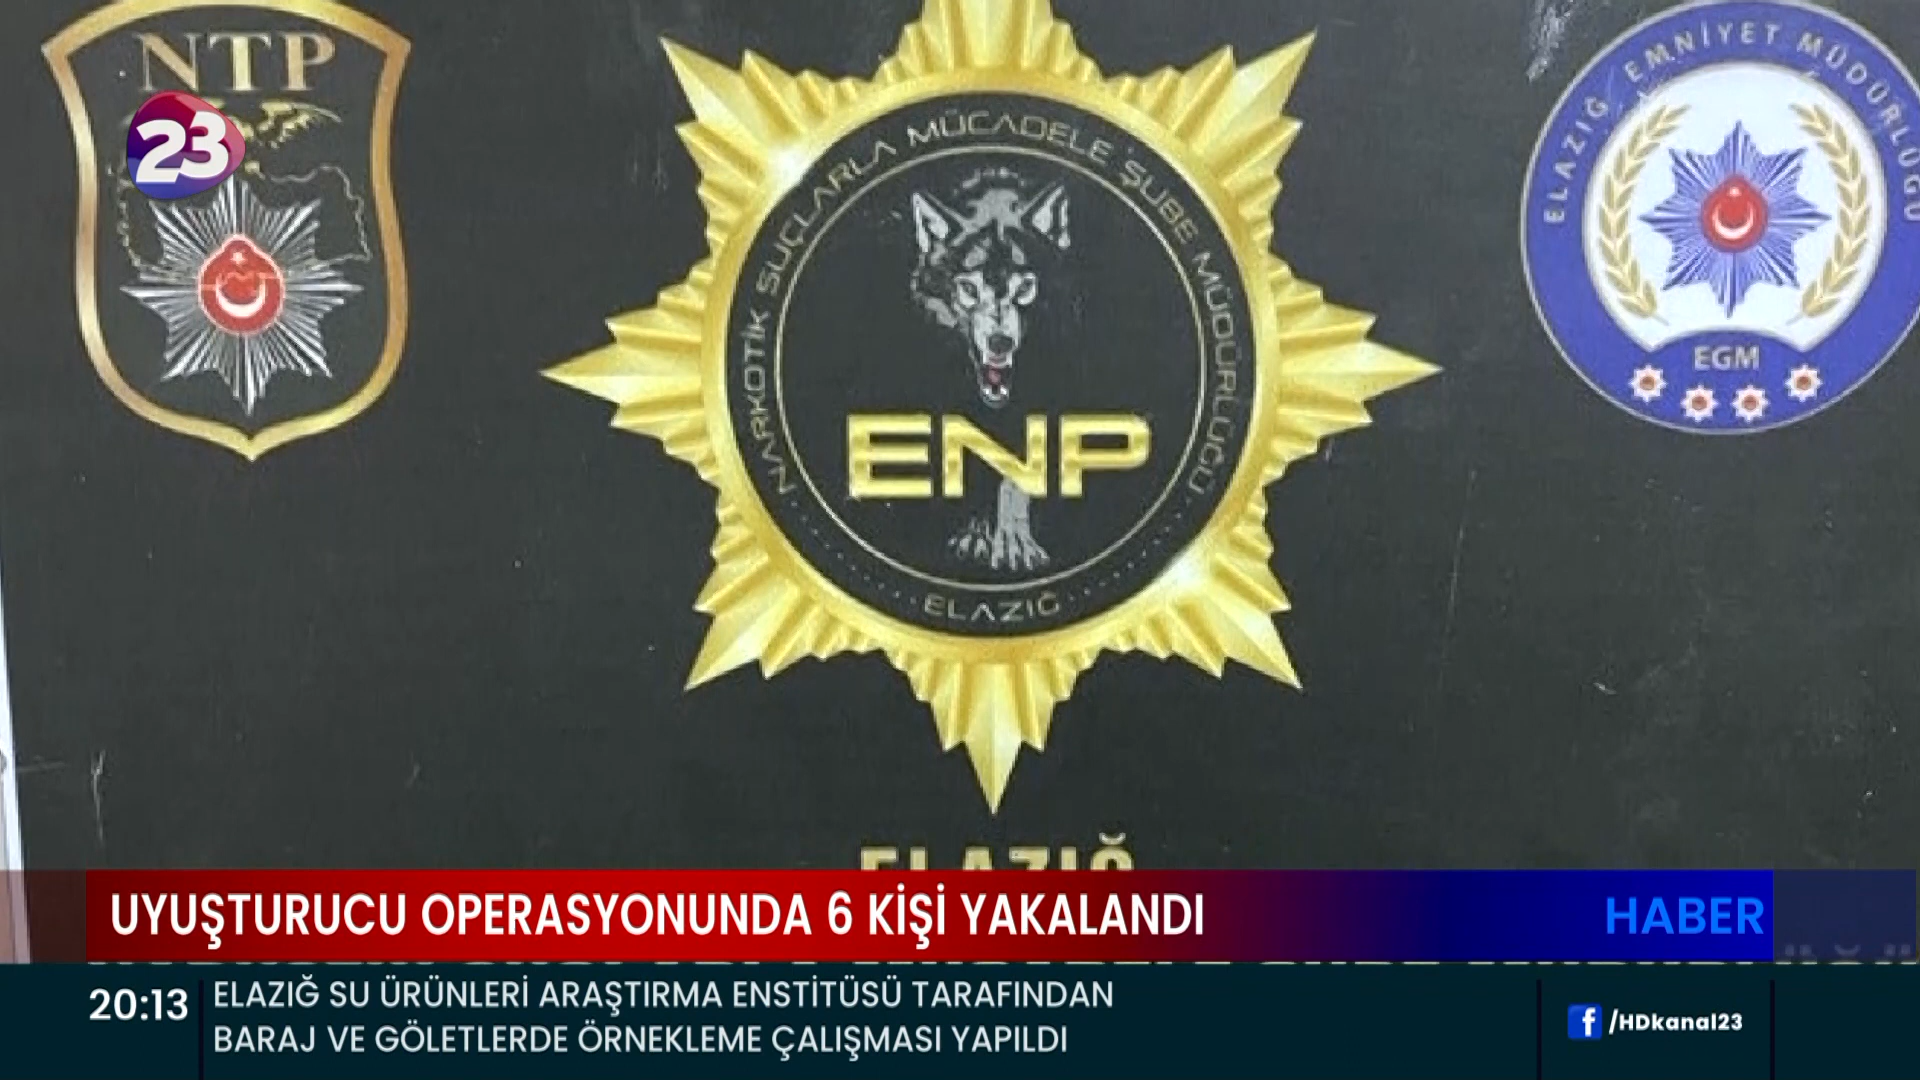 NTP
23
NARKOTİK SUÇLARLA MÜCADELE ŞUBE MÜDÜRLÜĞÜ
ENP
ELAZIĞ
ELAZIĞ EMNİYET MÜDÜRLÜĞÜ
EGM
ELAZIĞ
UYUŞTURUCU OPERASYONUNDA 6 KİŞİ YAKALANDI
HABER
20:13
ELAZIĞ SU ÜRÜNLERİ ARAŞTIRMA ENSTİTÜSÜ TARAFINDAN
BARAJ VE GÖLETLERDE ÖRNEKLEME ÇALIŞMASI YAPILDI
/HDkanal23